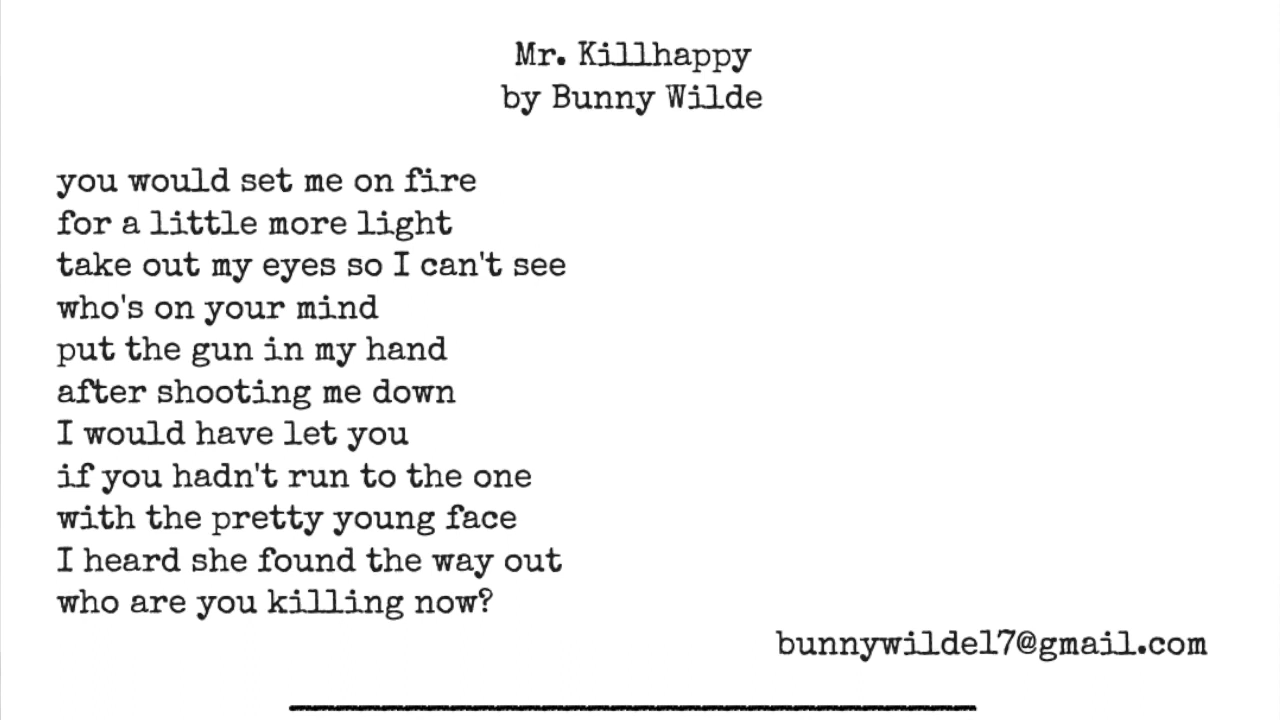 Mr. Killhappy
by Bunny Wilde
you would set me on fire
for a little more light
take out my eyes so I can't see
who's on your mind
put the gun in my hand
after shooting me down
I would have let you
if you hadn't run to the one
with the pretty young face
I heard she found the way out
who are you killing now?
bunnywilde17@gmail.com